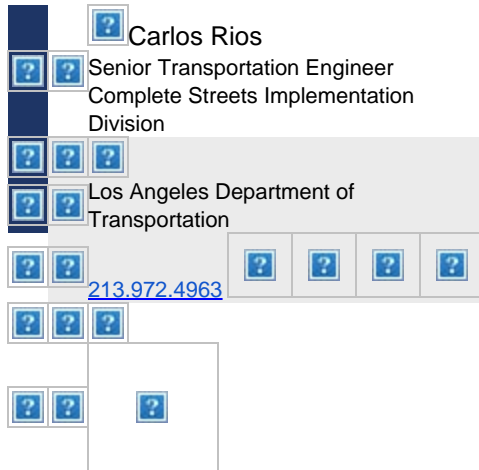 Carlos Rios
Senior Transportation Engineer
Complete Streets Implementation
Division
Los Angeles Department of
Transportation
213.972.4963